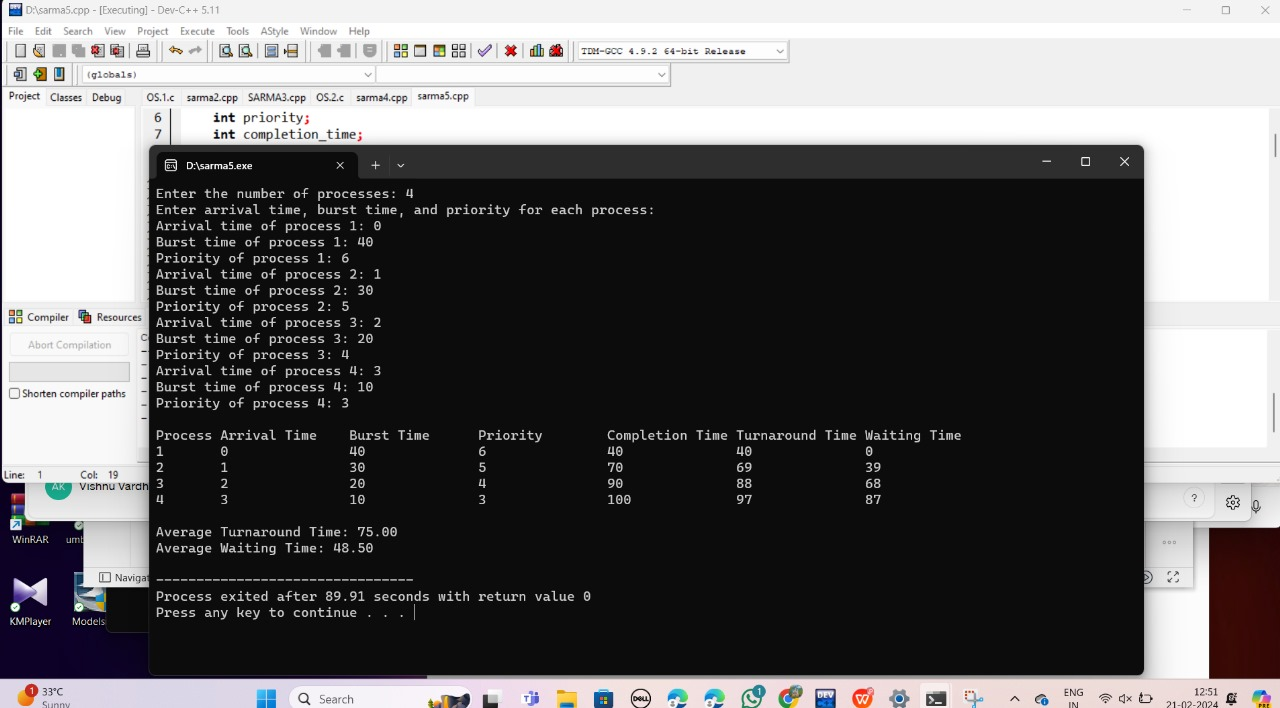 D:\sarma5.cpp - [Executing] - Dev-C++ 5.11
File Edit Search View Project Execute Tools AStyle Window Help
TDM-GCC 4.9.2 64-bit Release
(globals)
Project Classes Debug OS.1.c sarma2.cpp SARMA3.cpp OS.2.c sarma4.cpp sarma5.cpp
6 int priority;
7 int completion_time;
D:\sarma5.exe
Enter the number of processes: 4
Enter arrival time, burst time, and priority for each process:
Arrival time of process 1: 0
Burst time of process 1: 40
Priority of process 1: 6
Arrival time of process 2: 1
Burst time of process 2: 30
Priority of process 2: 5
Arrival time of process 3: 2
Burst time of process 3: 20
Priority of process 3: 4
Arrival time of process 4: 3
Burst time of process 4: 10
Priority of process 4: 3
Process Arrival Time Burst Time Priority Completion Time Turnaround Time Waiting Time
1 0 40 6 40 40 0
2 1 30 5 70 69 39
3 2 20 4 90 88 68
4 3 10 3 100 97 87
Average Turnaround Time: 75.00
Average Waiting Time: 48.50
--------------------------------
Process exited after 89.91 seconds with return value 0
Press any key to continue . . .
Compiler Resources
Abort Compilation
Shorten compiler paths
Line: 1 Col: 19
AK Vishnu Vardh
WinRAR umb
Navigat
KMPlayer Models
1 33°C
Sunny
Search
DELL
DEV
1
ENG
IN
12:51
21-02-2024